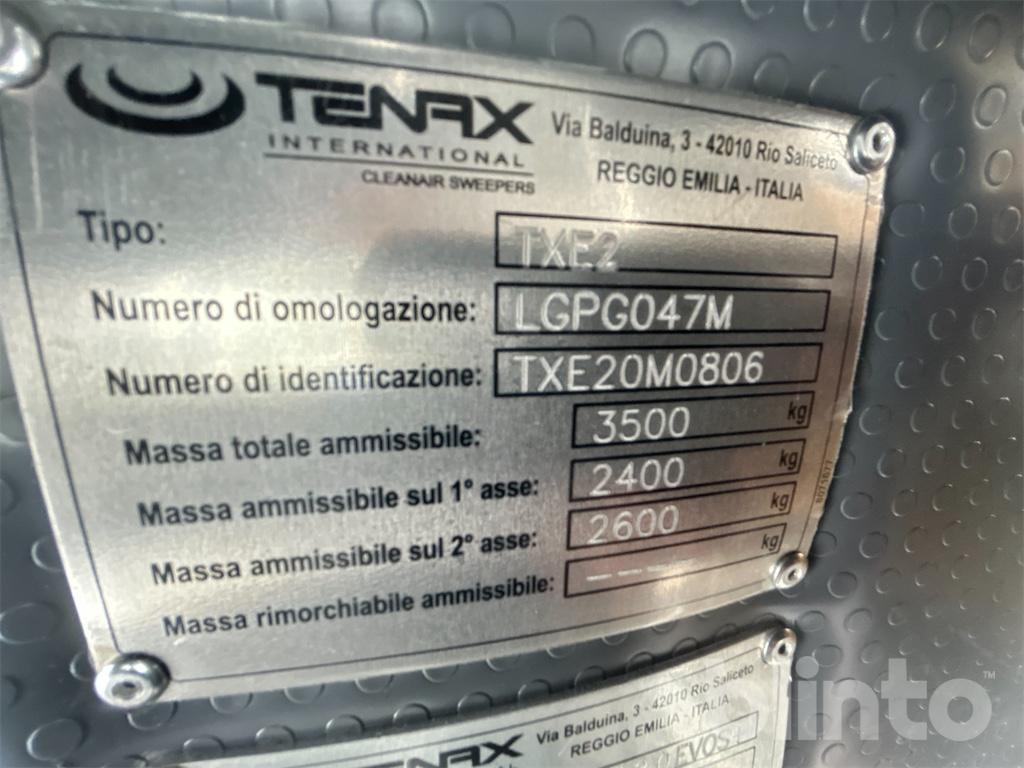 TENAX
INTERNATIONAL
CLEANAIR SWEEPERS
Via Balduina, 3 - 42010 Rio Saliceto
REGGIO EMILIA - ITALIA
Tipo: TXE2
Numero di omologazione: LGPG047M
Numero di identificazione: TXE20M0806
Massa totale ammissibile: 3500 kg
Massa ammissibile sul 1° asse: 2400 kg
Massa ammissibile sul 2° asse: 2600 kg
Massa rimorchiabile ammissibile: --- kg
TENAX
Via Balduina, 3 - 42010 Rio Saliceto
REGGIO EMILIA - ITALIA
.0 EVOS